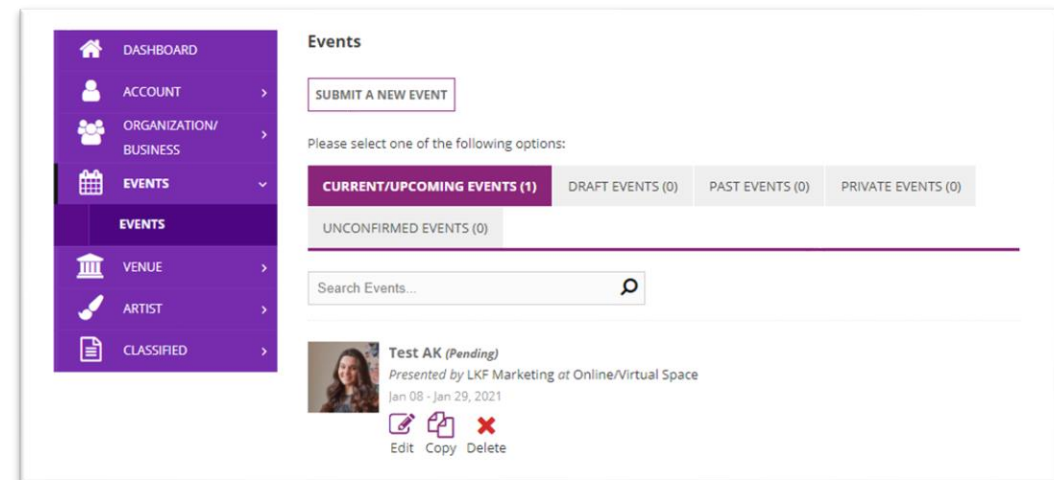 DASHBOARD
ACCOUNT
ORGANIZATION/
BUSINESS
EVENTS
EVENTS
VENUE
ARTIST
CLASSIFIED
Events
SUBMIT A NEW EVENT
Please select one of the following options:
CURRENT/UPCOMING EVENTS (1) DRAFT EVENTS (0) PAST EVENTS (0) PRIVATE EVENTS (0)
UNCONFIRMED EVENTS (0)
Search Events...
Test AK (Pending)
Presented by LKF Marketing at Online/Virtual Space
Jan 08 - Jan 29, 2021
Edit Copy Delete